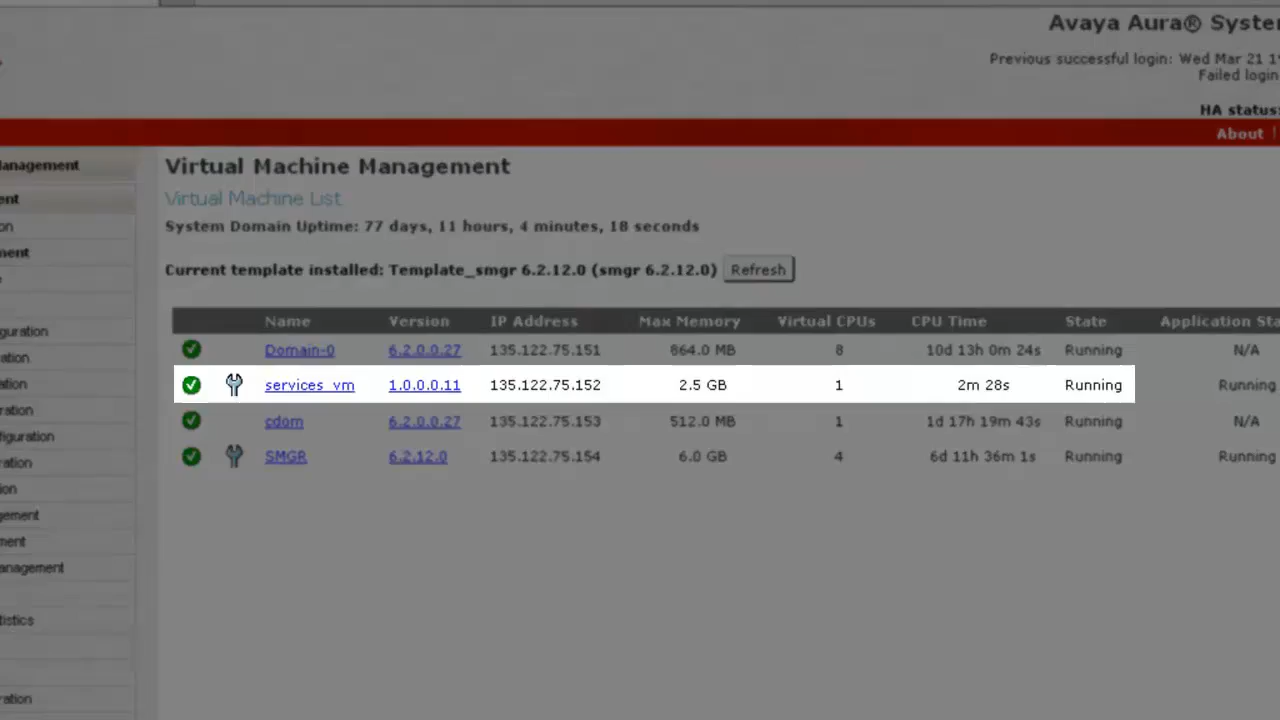 Avaya Aura® Syste
Previous successful login: Wed Mar 21 1
Failed login
HA status:
About
anagement
Virtual Machine Management
ent
Virtual Machine List
on
System Domain Uptime: 77 days, 11 hours, 4 minutes, 18 seconds
ment
Current template installed: Template_smgr 6.2.12.0 (smgr 6.2.12.0) Refresh
Name Version IP Address Max Memory Virtual CPUs CPU Time State Application Sta
guration
Domain-0 6.2.0.0.27 135.122.75.151 864.0 MB 8 10d 13h 0m 24s Running N/A
ation
services_vm 1.0.0.0.11 135.122.75.152 2.5 GB 1 2m 28s Running Running
ation
ration
cdom 6.2.0.0.27 135.122.75.153 512.0 MB 1 1d 17h 19m 43s Running N/A
figuration
SMGR 6.2.12.0 135.122.75.154 6.0 GB 4 6d 11h 36m 1s Running Running
ration
ion
gement
ment
anagement
tistics
ration